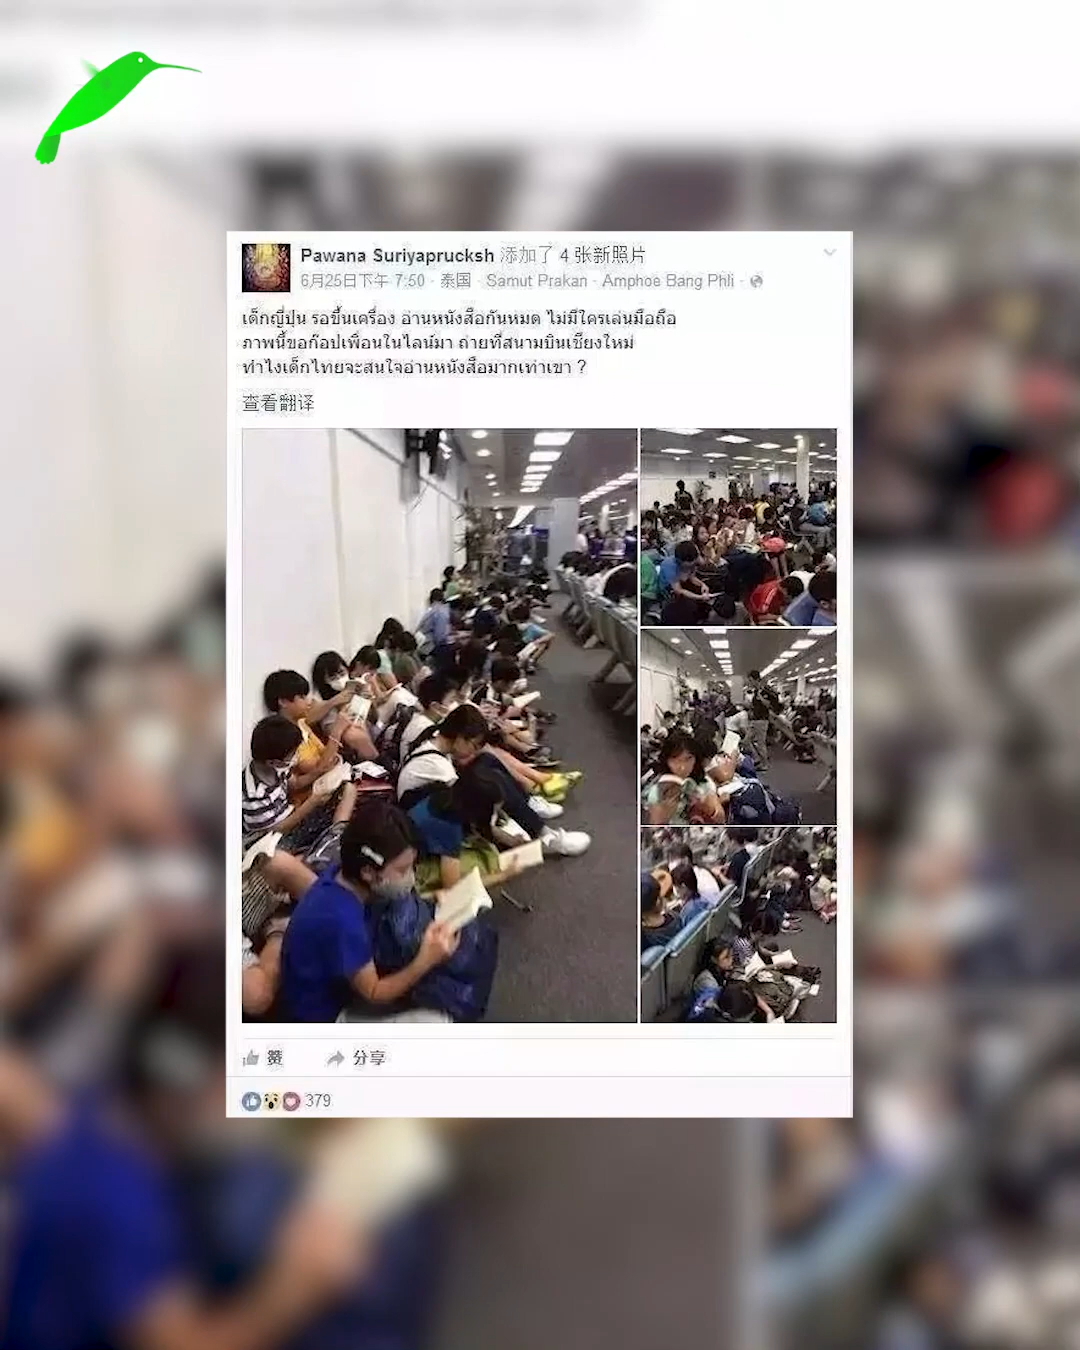 Pawana Suriyaprucksh 添加了 4 张新照片
6月25日下午 7:50 · 泰国 · Samut Prakan · Amphoe Bang Phli ·
เด็กญี่ปุ่น รอขึ้นเครื่อง อ่านหนังสือกันหมด ไม่มีใครเล่นมือถือ
ภาพนี้ขอก๊อปเพื่อนในไลน์มา ถ่ายที่สนามบินเชียงใหม่
ทำไงเด็กไทยจะสนใจอ่านหนังสือมากเท่าเขา ?
查看翻译
赞 分享
379